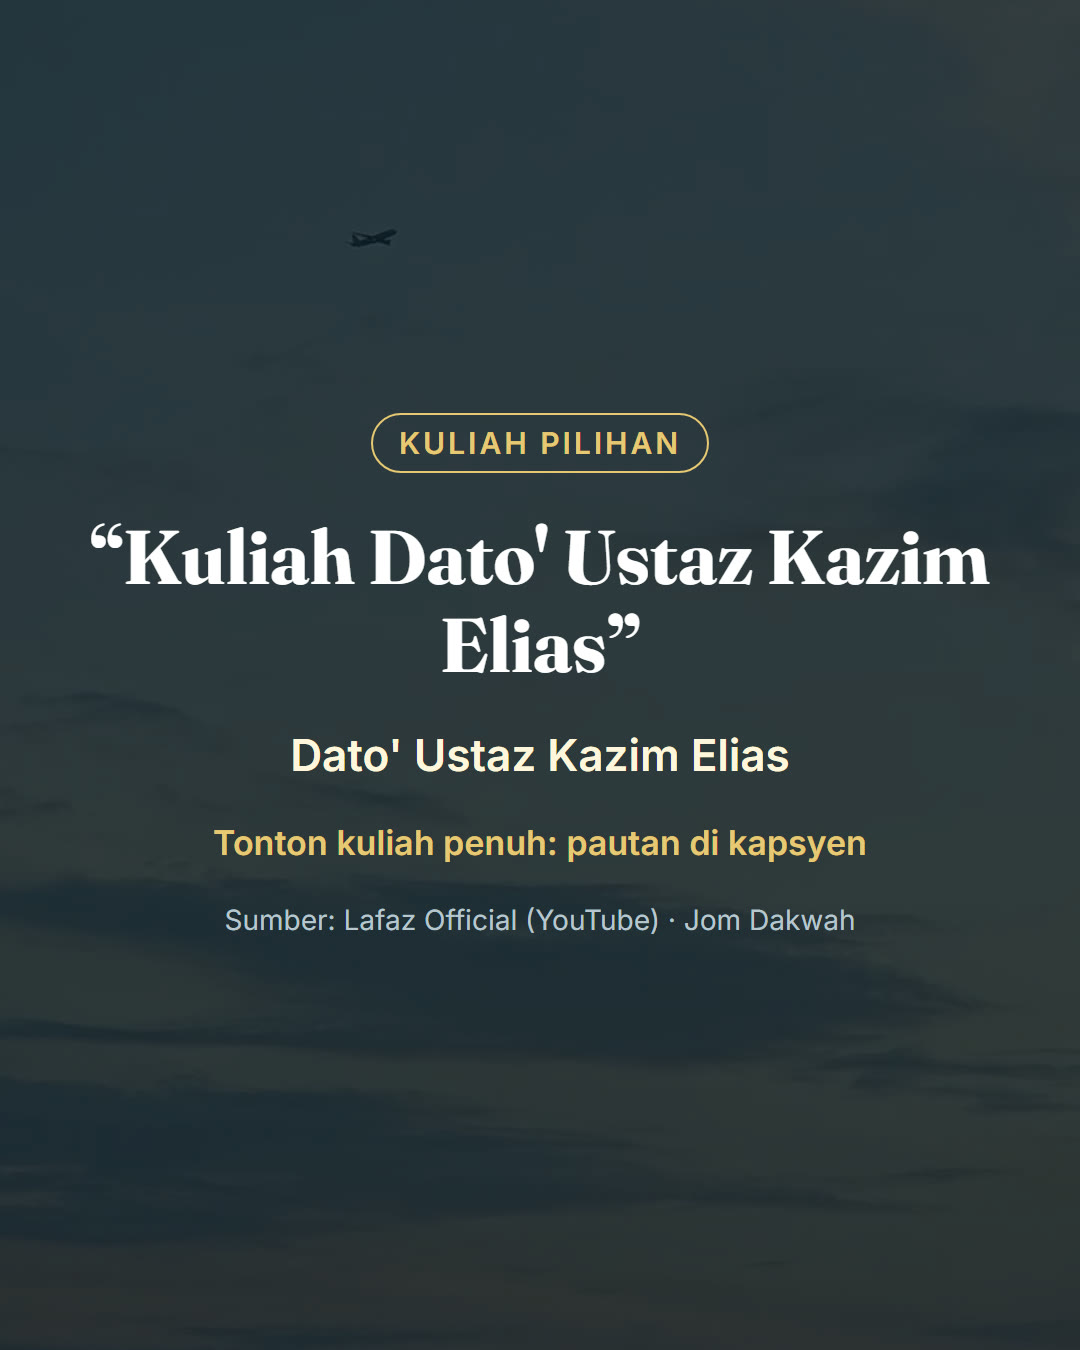 KULIAH PILIHAN
“Kuliah Dato' Ustaz Kazim
Elias”
Dato' Ustaz Kazim Elias
Tonton kuliah penuh: pautan di kapsyen
Sumber: Lafaz Official (YouTube) · Jom Dakwah